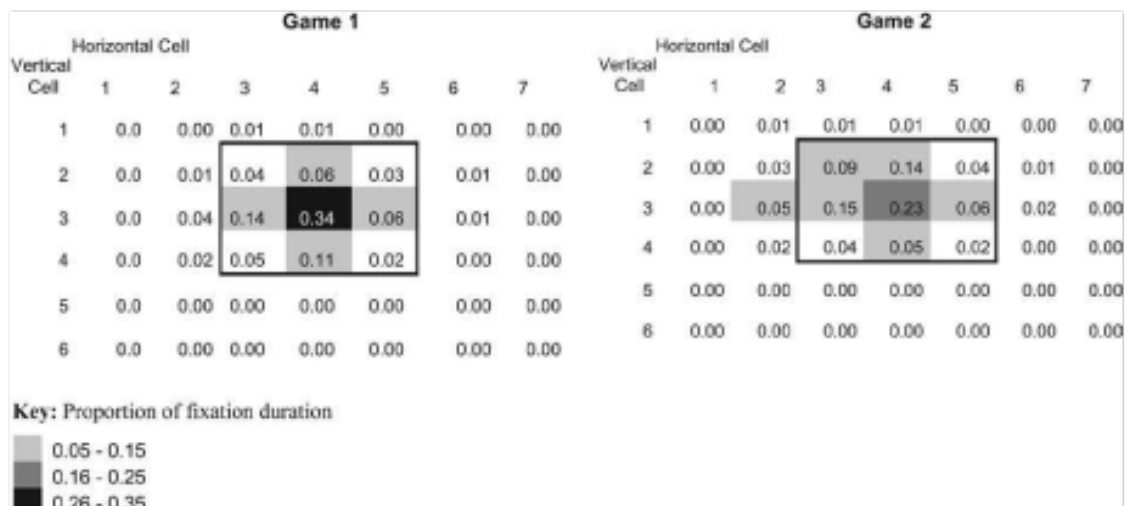 Game 1
Horizontal Cell
Vertical
Cell 1 2 3 4 5 6 7
1 0.0 0.00 0.01 0.01 0.00 0.00 0.00
2 0.0 0.01 0.04 0.06 0.03 0.01 0.00
3 0.0 0.04 0.14 0.34 0.06 0.01 0.00
4 0.0 0.02 0.05 0.11 0.02 0.00 0.00
5 0.0 0.00 0.00 0.00 0.00 0.00 0.00
6 0.0 0.00 0.00 0.00 0.00 0.00 0.00
Game 2
Horizontal Cell
Vertical
Cell 1 2 3 4 5 6 7
1 0.00 0.01 0.01 0.01 0.00 0.00 0.00
2 0.00 0.03 0.09 0.14 0.04 0.01 0.00
3 0.00 0.05 0.15 0.23 0.06 0.02 0.00
4 0.00 0.02 0.04 0.05 0.02 0.00 0.00
5 0.00 0.00 0.00 0.00 0.00 0.00 0.00
6 0.00 0.00 0.00 0.00 0.00 0.00 0.00
Key: Proportion of fixation duration
0.05 - 0.15
0.16 - 0.25
0.26 - 0.35